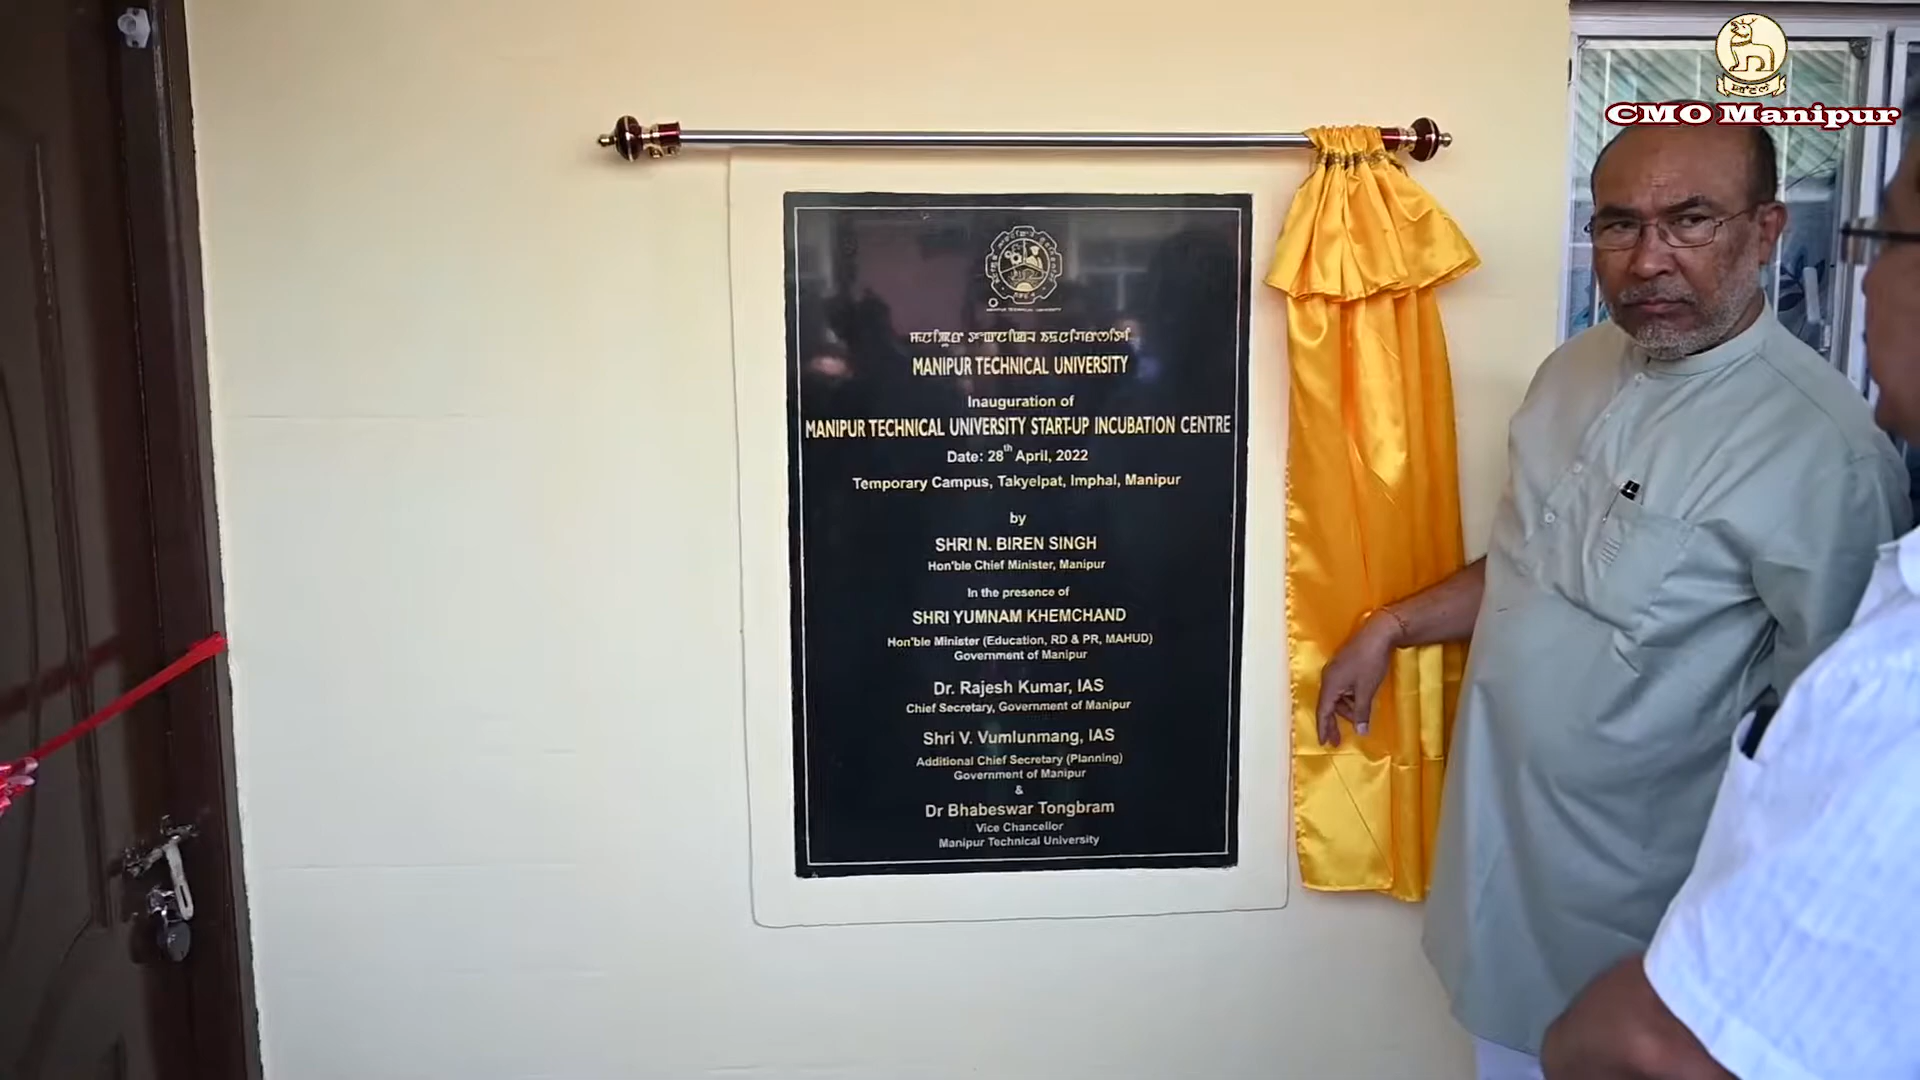 CMO Manipur
MANIPUR TECHNICAL UNIVERSITY
MANIPUR TECHNICAL UNIVERSITY
Inauguration of
MANIPUR TECHNICAL UNIVERSITY START-UP INCUBATION CENTRE
Date: 28th April, 2022
Temporary Campus, Takyelpat, Imphal, Manipur
by
SHRI N. BIREN SINGH
Hon'ble Chief Minister, Manipur
In the presence of
SHRI YUMNAM KHEMCHAND
Hon'ble Minister (Education, RD & PR, MAHUD)
Government of Manipur
Dr. Rajesh Kumar, IAS
Chief Secretary, Government of Manipur
Shri V. Vumlunmang, IAS
Additional Chief Secretary (Planning)
Government of Manipur
&
Dr Bhabeswar Tongbram
Vice Chancellor
Manipur Technical University